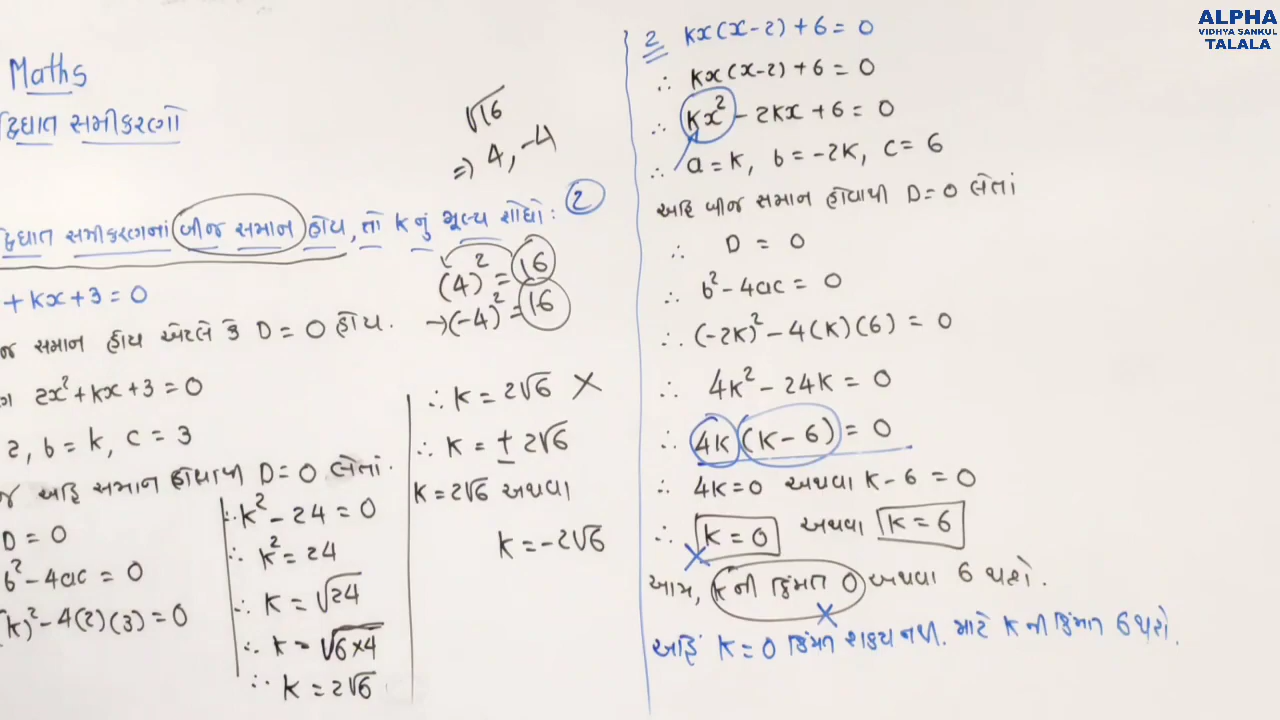 ALPHA
VIDHYA SANKUL
TALALA
Maths
દ્વિઘાત સમીકરણો
√16
=> 4, -4
દ્વિઘાત સમીકરણનાં બીજ સમાન હોય, તો K નું મૂલ્ય શોધો : 2
+ Kx + 3 = 0
(4)² = 16
→(-4)² = 16
જ સમાન હોય એટલે કે D = 0 હોય.
2x² + Kx + 3 = 0
2, b = K, C = 3
જ અહિ સમાન હોવાથી D = 0 લેતાં.
D = 0
b² - 4ac = 0
K)² - 4(2)(3) = 0
∴ K² - 24 = 0
∴ K² = 24
∴ K = √24
∴ K = √6×4
∴ K = 2√6
∴ K = 2√6 ×
∴ K = ± 2√6
K = 2√6 અથવા
K = -2√6
2 Kx(x-2) + 6 = 0
∴ Kx(x-2) + 6 = 0
∴ Kx² - 2Kx + 6 = 0
∴ a = K, b = -2K, C = 6
અહિ બીજ સમાન હોવાથી D = 0 લેતાં
∴ D = 0
∴ b² - 4ac = 0
∴ (-2K)² - 4(K)(6) = 0
∴ 4K² - 24K = 0
∴ 4K (K - 6) = 0
∴ 4K = 0 અથવા K - 6 = 0
∴ K = 0 અથવા K = 6
આમ, K ની કિંમત 0 અથવા 6 થશે.
અહિં K = 0 કિંમત શક્ય નથી. માટે K ની કિંમત 6 થશે.